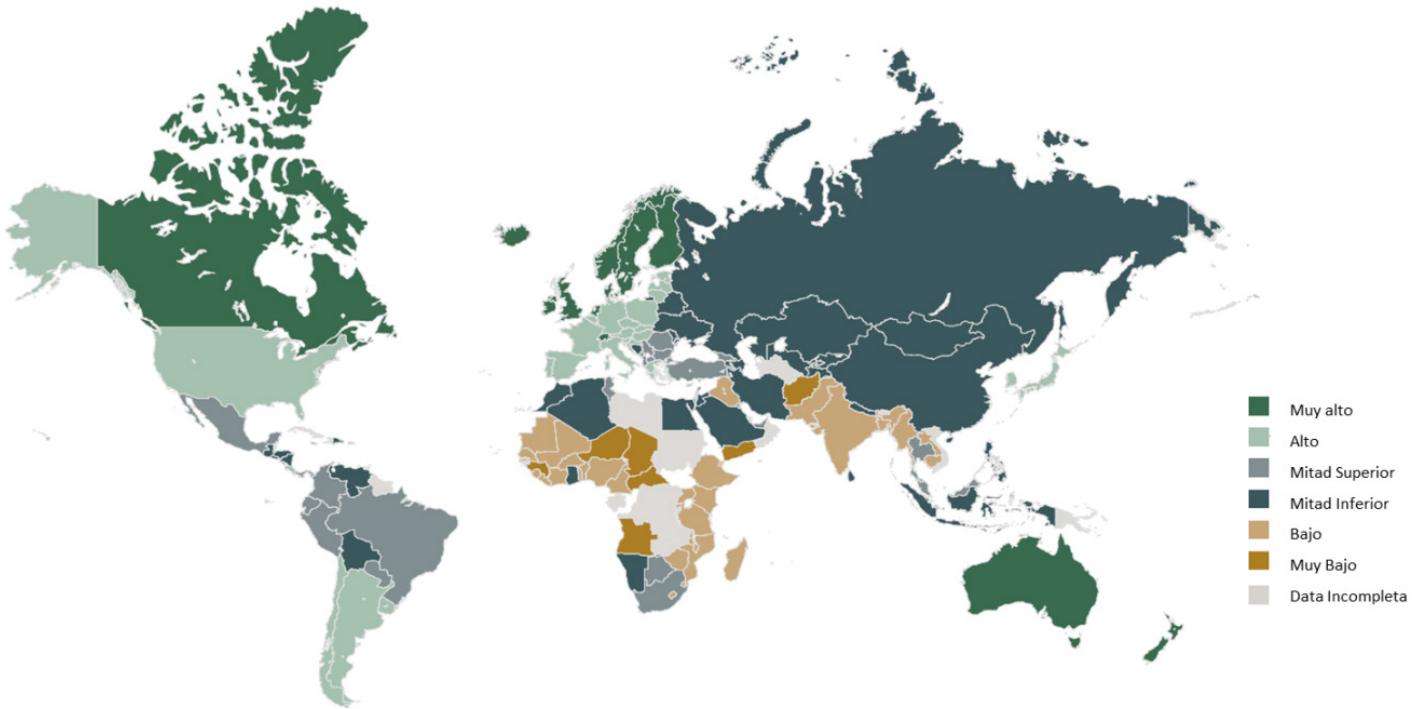 Muy alto
Alto
Mitad Superior
Mitad Inferior
Bajo
Muy Bajo
Data Incompleta